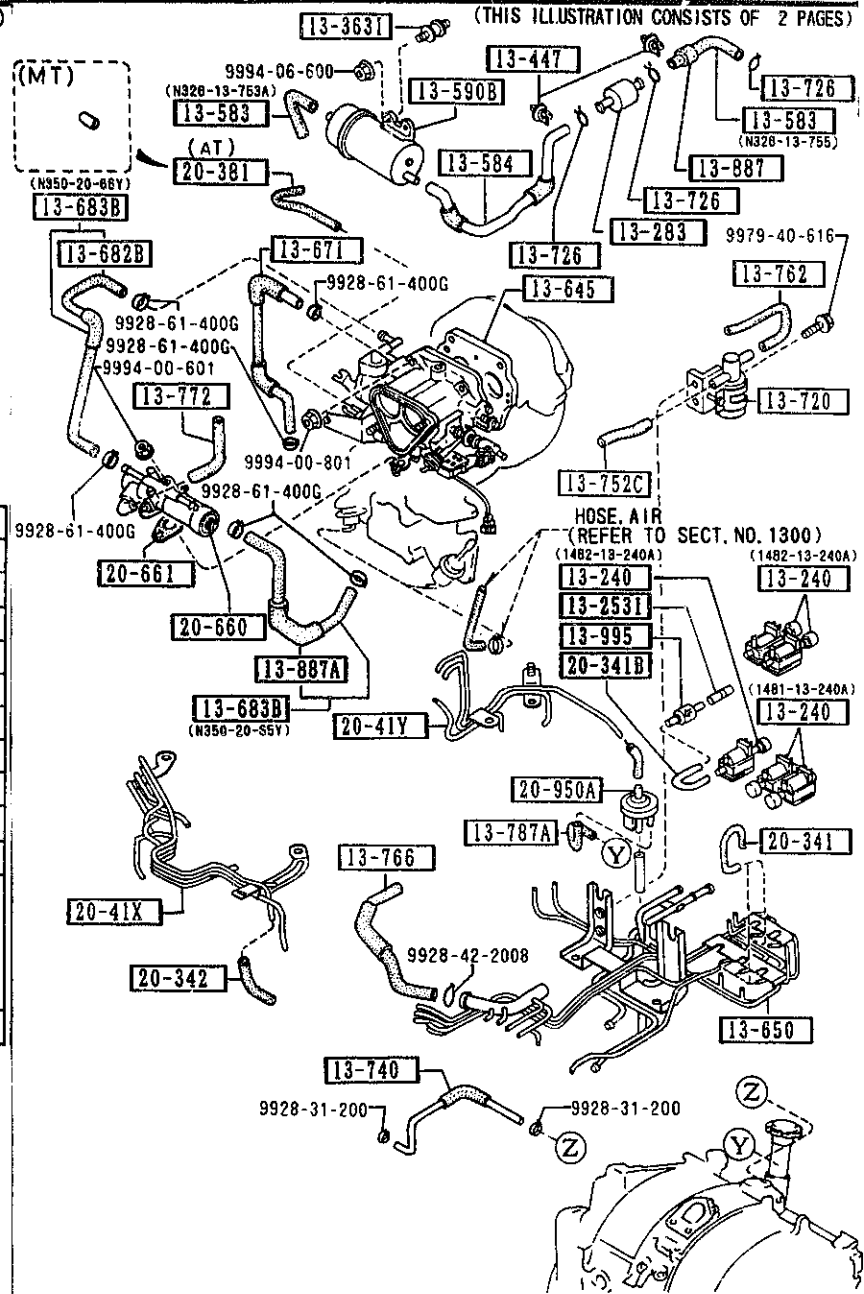 (THIS ILLUSTRATION CONSISTS OF 2 PAGES)
13-3631
(MT)
9994-06-600
13-447
(N326-13-753A)
13-583
13-590B
13-726
13-583
(N326-13-755)
(AT)
20-381
13-584
13-887
(N350-20-66Y)
13-683B
13-726
13-682B
13-671
13-726
13-283
9979-40-616
9928-61-400G
13-645
13-762
9928-61-400G
9928-61-400G
9994-00-601
13-772
13-720
9994-00-801
9928-61-400G
13-752C
9928-61-400G
HOSE, AIR
(REFER TO SECT. NO. 1300)
20-661
(1482-13-240A)
13-240
(1482-13-240A)
13-240
13-2531
20-660
13-995
13-887A
20-341B
(1481-13-240A)
13-240
13-683B
(N350-20-S5Y)
20-41Y
20-950A
13-787A
Y
20-341
13-766
20-41X
9928-42-2008
20-342
13-650
13-740
9928-31-200
9928-31-200
Z
Z
Y